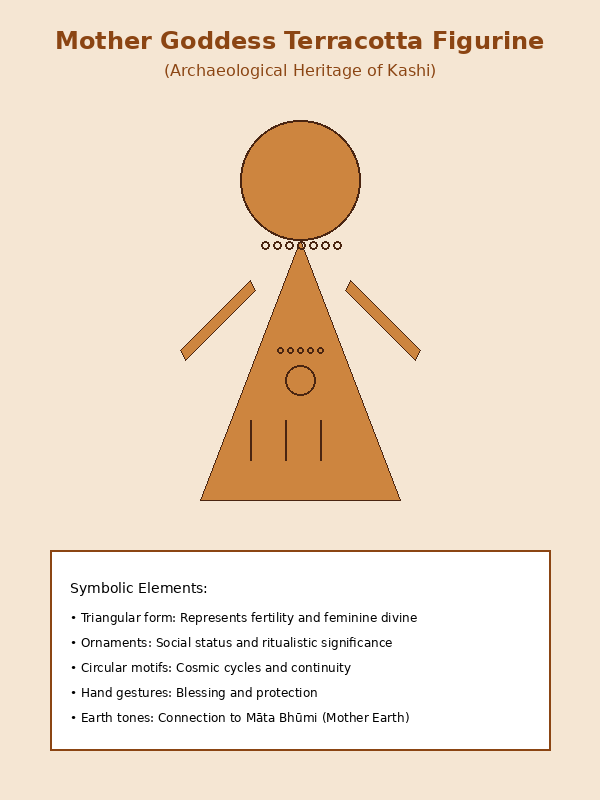 Mother Goddess Terracotta Figurine
(Archaeological Heritage of Kashi)
Symbolic Elements:
• Triangular form: Represents fertility and feminine divine
• Ornaments: Social status and ritualistic significance
• Circular motifs: Cosmic cycles and continuity
• Hand gestures: Blessing and protection
• Earth tones: Connection to Māta Bhūmi (Mother Earth)